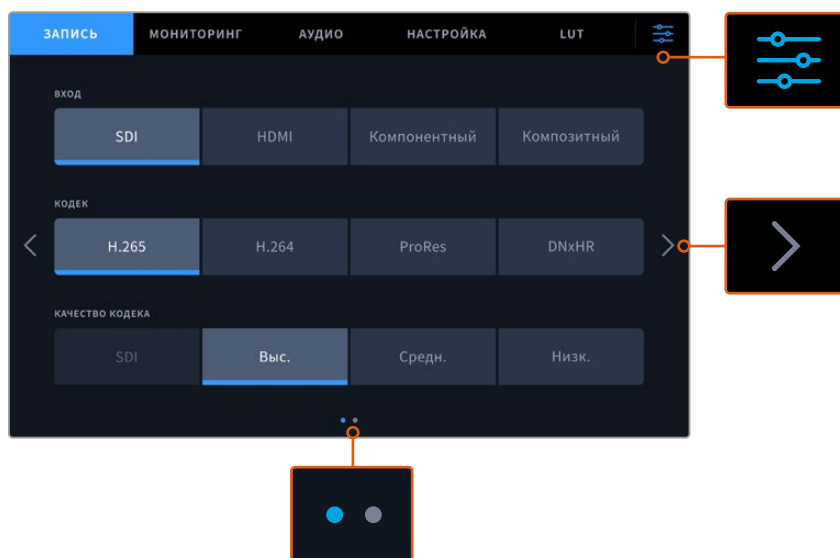 ЗАПИСЬ МОНИТОРИНГ АУДИО НАСТРОЙКА LUT
ВХОД
SDI HDMI Компонентный Композитный
КОДЕК
H.265 H.264 ProRes DNxHR
КАЧЕСТВО КОДЕКА
SDI Выс. Средн. Низк.